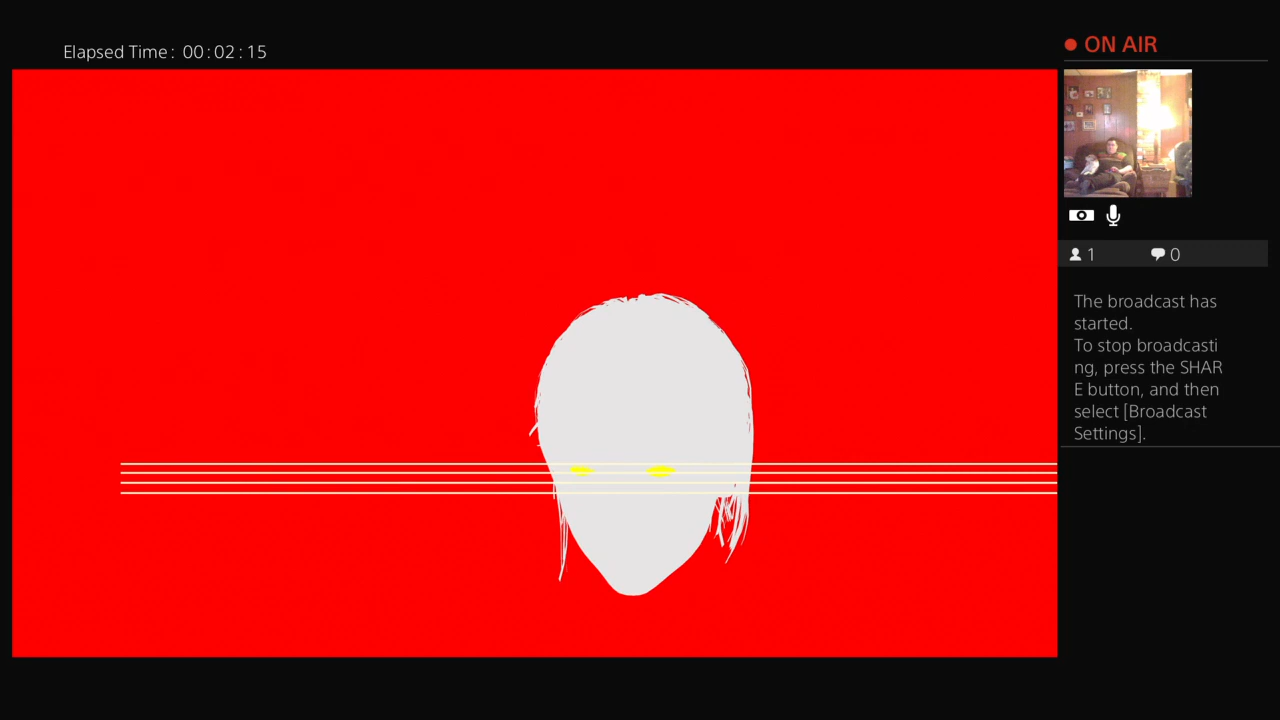 Elapsed Time: 00:02:15
ON AIR
1
0
The broadcast has
started.
To stop broadcasti
ng, press the SHAR
E button, and then
select [Broadcast
Settings].